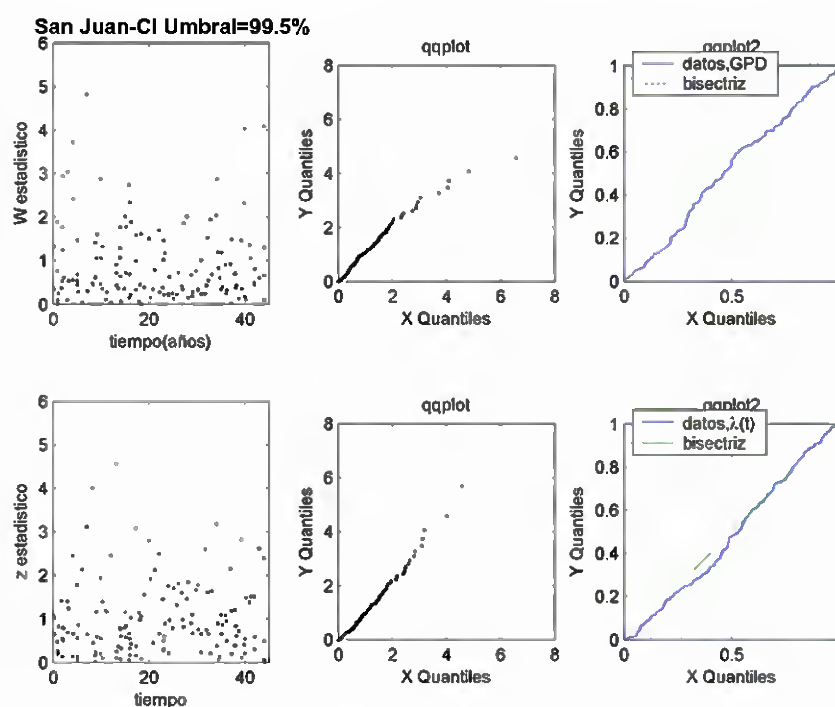 San Juan-CI Umbral=99.5%
6
5
4
3
2
1
0
W estadistico
0 20 40
tiempo(años)
qqplot
8
6
4
2
0
Y Quantiles
0 2 4 6 8
X Quantiles
qqplot2
datos,GPD
bisectriz
1
0.8
0.6
0.4
0.2
0
Y Quantiles
0 0.5
X Quantiles
6
5
4
3
2
1
0
z estadistico
0 20 40
tiempo
qqplot
8
6
4
2
0
Y Quantiles
0 2 4 6 8
X Quantiles
qqplot2
datos,λ(t)
bisectriz
1
0.8
0.6
0.4
0.2
0
Y Quantiles
0 0.5
X Quantiles